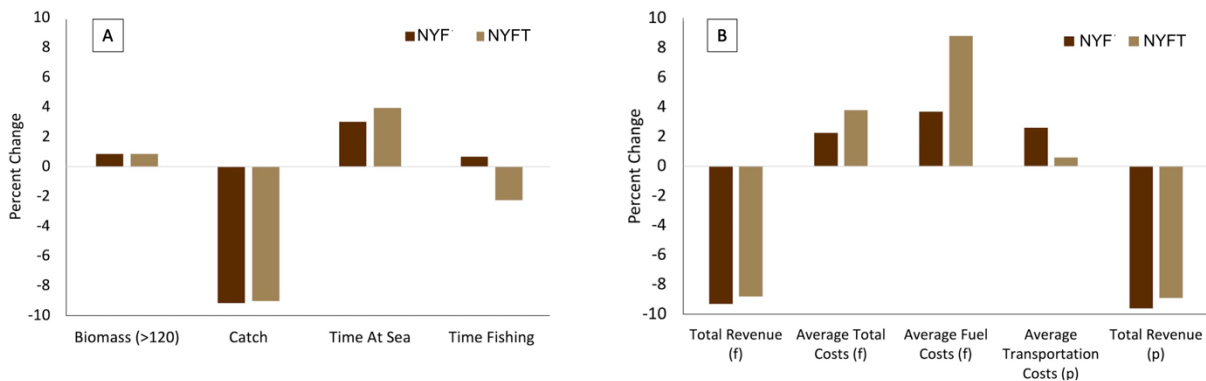 A
NYF NYFT
10
8
6
4
2
0
-2
-4
-6
-8
-10
Percent Change
Biomass (>120) Catch Time At Sea Time Fishing
B
NYF NYFT
10
8
6
4
2
0
-2
-4
-6
-8
-10
Percent Change
Total Revenue (f)
Average Total Costs (f)
Average Fuel Costs (f)
Average Transportation Costs (p)
Total Revenue (p)